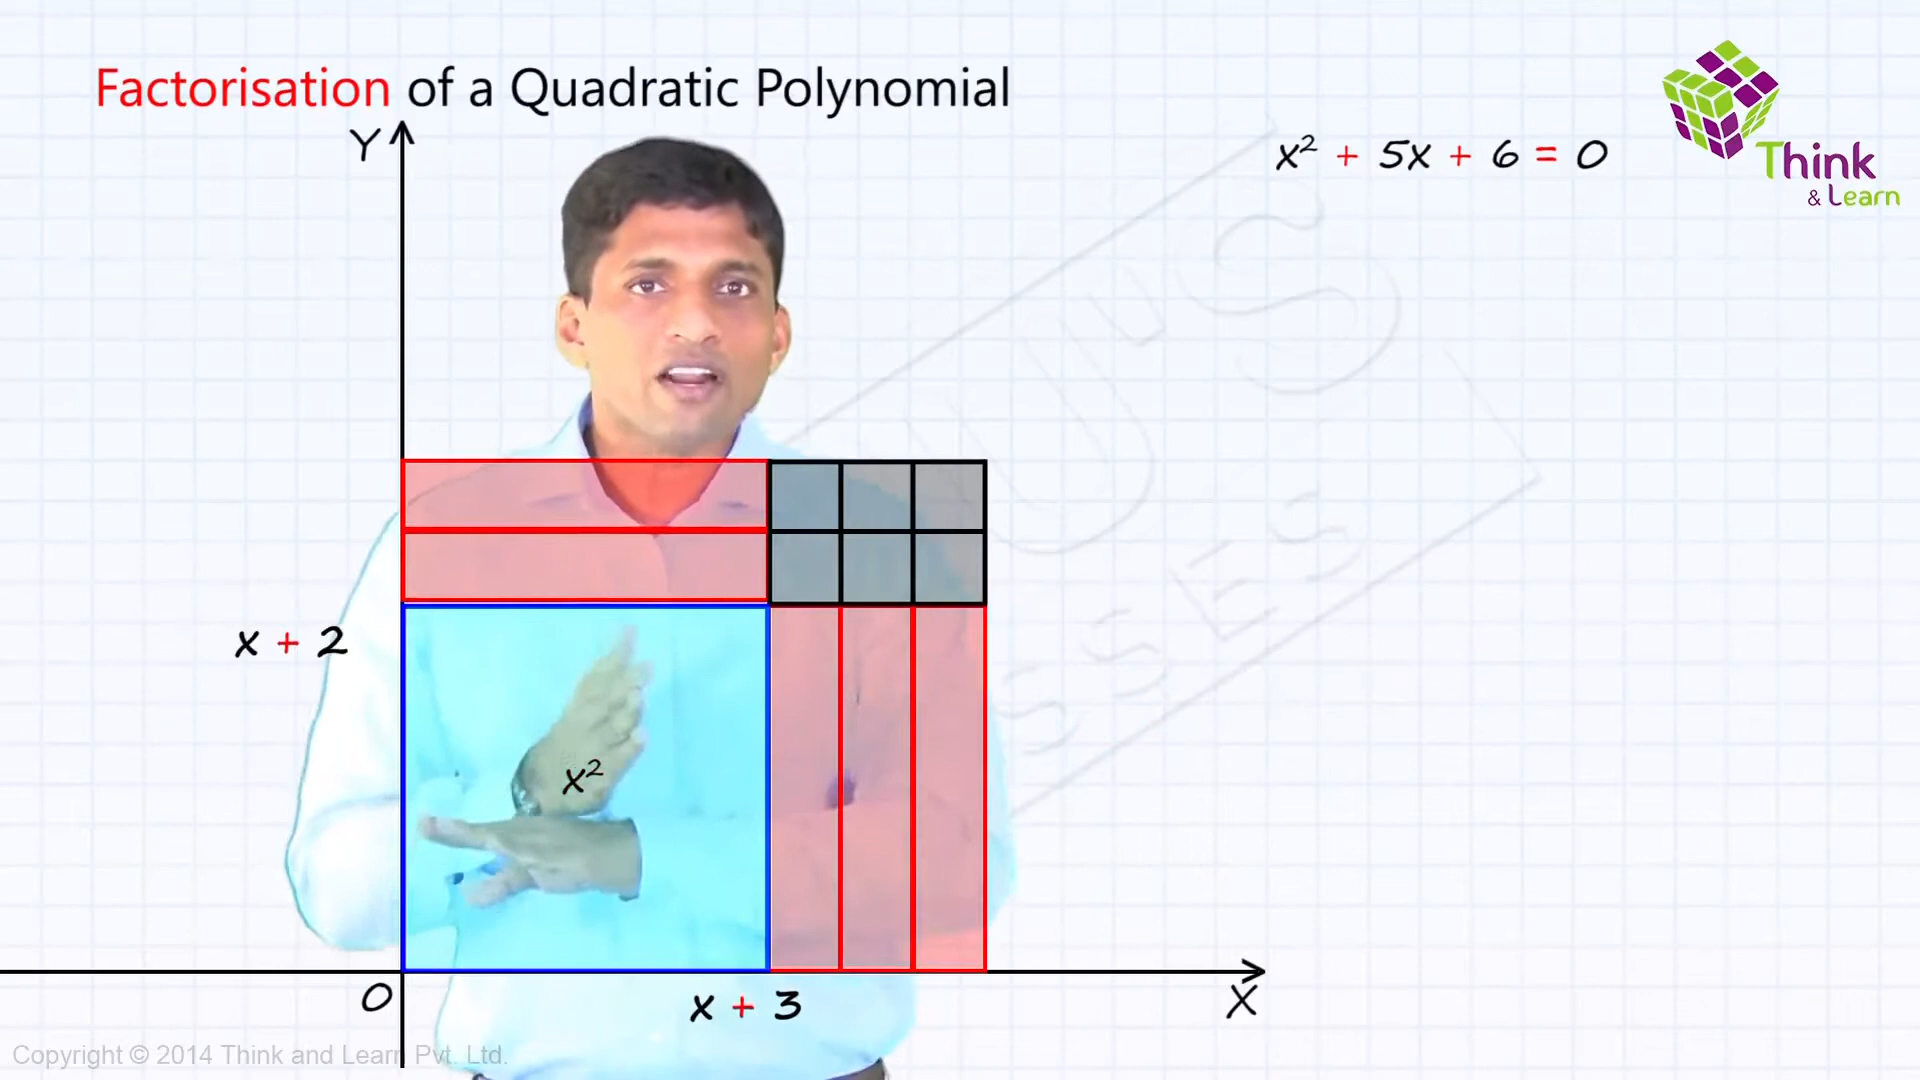 Factorisation of a Quadratic Polynomial
Y
x² + 5x + 6 = 0
Think
& Learn
x + 2
x²
O
x + 3
X
Copyright © 2014 Think and Learn Pvt. Ltd.